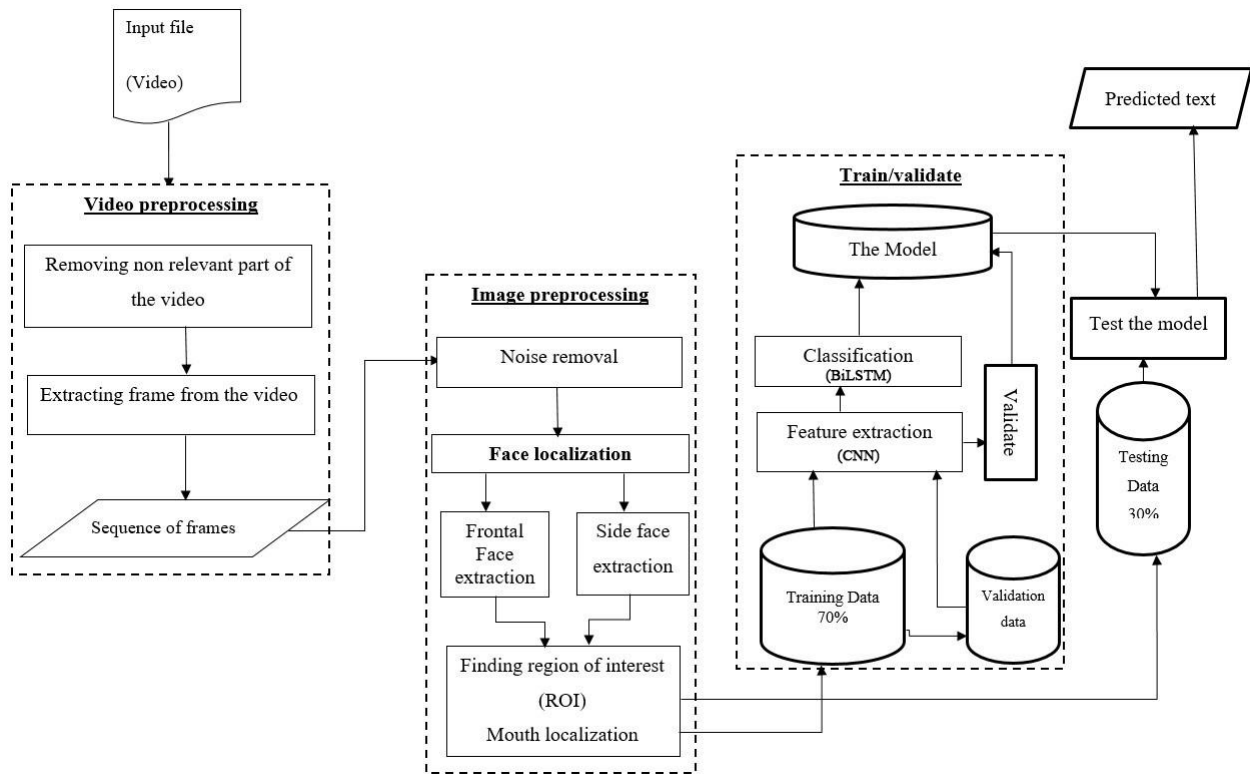 Input file
(Video)
Video preprocessing
Removing non relevant part of
the video
Extracting frame from the video
Sequence of frames
Image preprocessing
Noise removal
Face localization
Frontal
Face
extraction
Side face
extraction
Finding region of interest
(ROI)
Mouth localization
Train/validate
The Model
Classification
(BiLSTM)
Feature extraction
(CNN)
Validate
Training Data
70%
Validation
data
Predicted text
Test the model
Testing
Data
30%